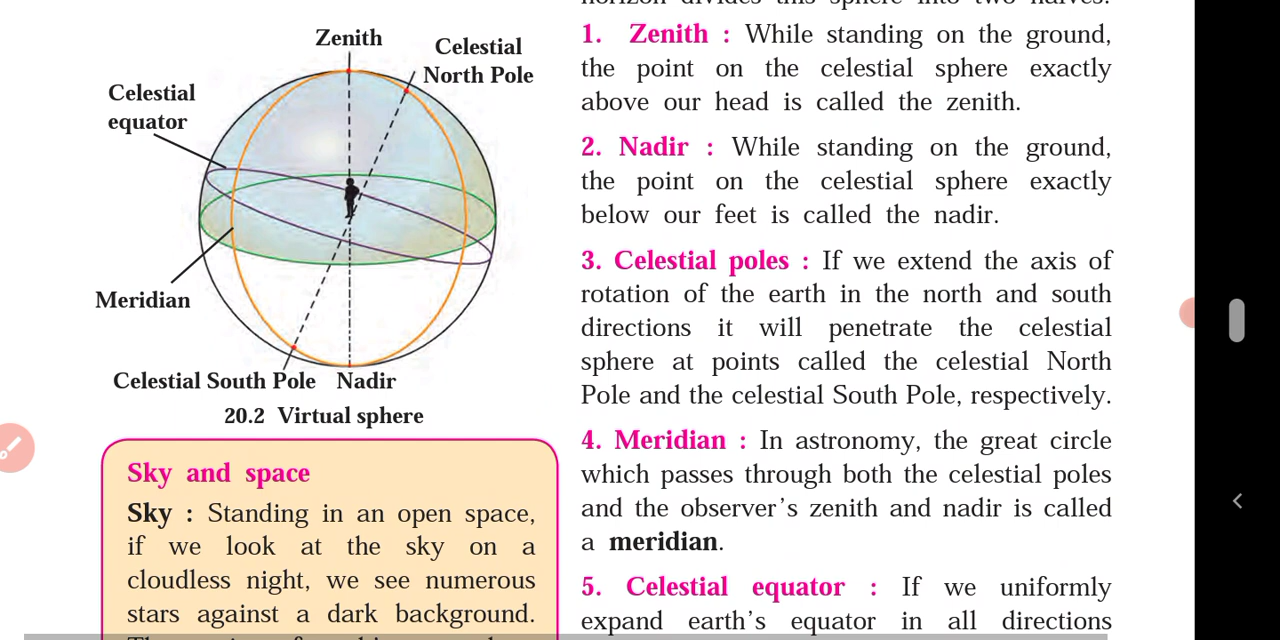 horizon divides this sphere into two halves.
Zenith
Celestial
North Pole
Celestial
equator
Meridian
Celestial South Pole Nadir
20.2 Virtual sphere
Sky and space
Sky : Standing in an open space,
if we look at the sky on a
cloudless night, we see numerous
stars against a dark background.
1. Zenith : While standing on the ground,
the point on the celestial sphere exactly
above our head is called the zenith.
2. Nadir : While standing on the ground,
the point on the celestial sphere exactly
below our feet is called the nadir.
3. Celestial poles : If we extend the axis of
rotation of the earth in the north and south
directions it will penetrate the celestial
sphere at points called the celestial North
Pole and the celestial South Pole, respectively.
4. Meridian : In astronomy, the great circle
which passes through both the celestial poles
and the observer's zenith and nadir is called
a meridian.
5. Celestial equator : If we uniformly
expand earth's equator in all directions